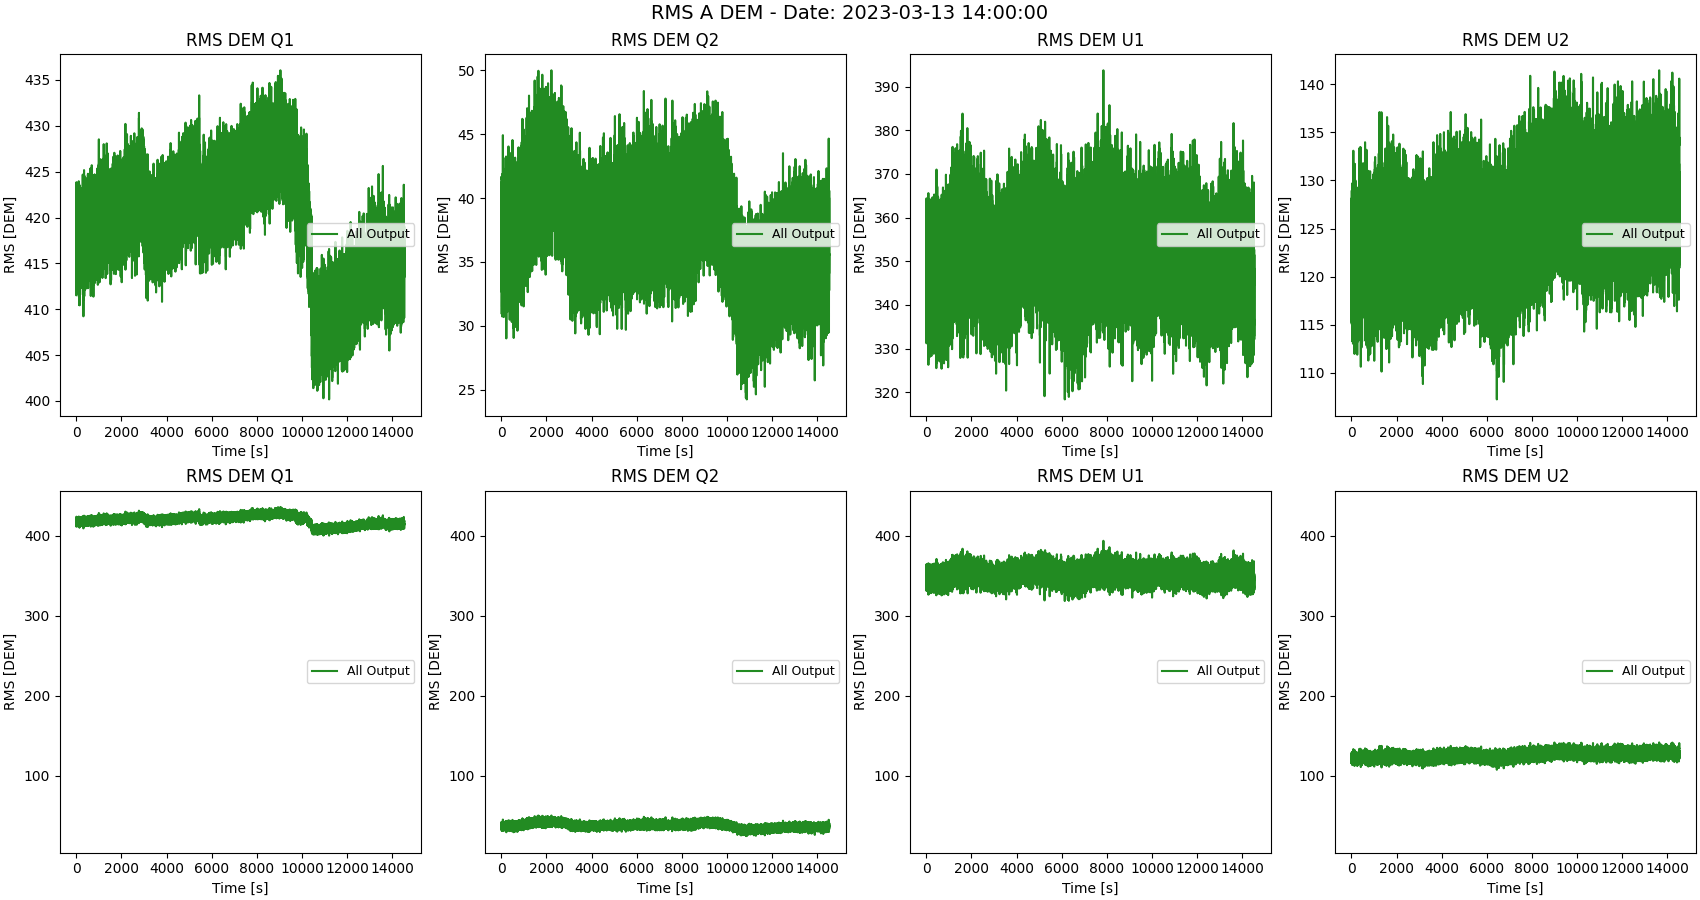 RMS A DEM - Date: 2023-03-13 14:00:00
RMS DEM Q1
RMS [DEM]
435
430
425
420
415
410
405
400
All Output
0 2000 4000 6000 8000 10000 12000 14000
Time [s]
RMS DEM Q2
RMS [DEM]
50
45
40
35
30
25
All Output
0 2000 4000 6000 8000 10000 12000 14000
Time [s]
RMS DEM U1
RMS [DEM]
390
380
370
360
350
340
330
320
All Output
0 2000 4000 6000 8000 10000 12000 14000
Time [s]
RMS DEM U2
RMS [DEM]
140
135
130
125
120
115
110
All Output
0 2000 4000 6000 8000 10000 12000 14000
Time [s]
RMS DEM Q1
RMS [DEM]
400
300
200
100
All Output
0 2000 4000 6000 8000 10000 12000 14000
Time [s]
RMS DEM Q2
RMS [DEM]
400
300
200
100
All Output
0 2000 4000 6000 8000 10000 12000 14000
Time [s]
RMS DEM U1
RMS [DEM]
400
300
200
100
All Output
0 2000 4000 6000 8000 10000 12000 14000
Time [s]
RMS DEM U2
RMS [DEM]
400
300
200
100
All Output
0 2000 4000 6000 8000 10000 12000 14000
Time [s]